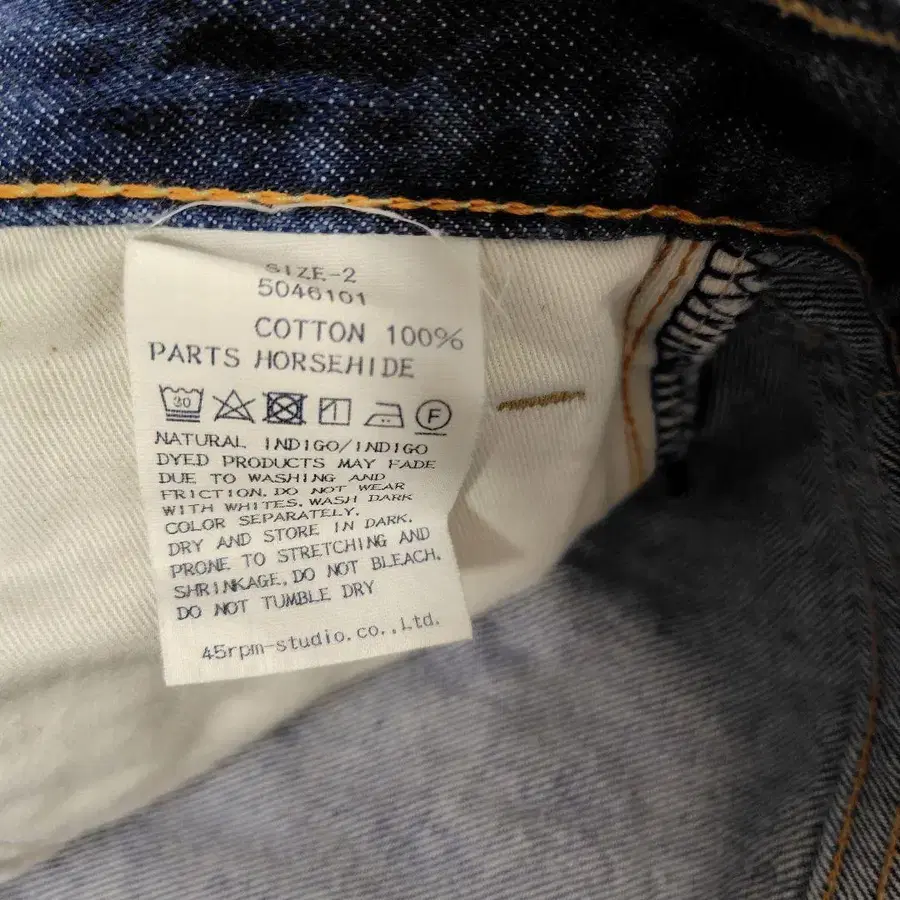 SIZE-2
5046101
COTTON 100%
PARTS HORSEHIDE
30 F
NATURAL INDIGO/INDIGO
DYED PRODUCTS MAY FADE
DUE TO WASHING AND
FRICTION. DO NOT WEAR
WITH WHITES. WASH DARK
COLOR SEPARATELY.
DRY AND STORE IN DARK.
PRONE TO STRETCHING AND
SHRINKAGE. DO NOT BLEACH.
DO NOT TUMBLE DRY
45rpm-studio.co.,Ltd.